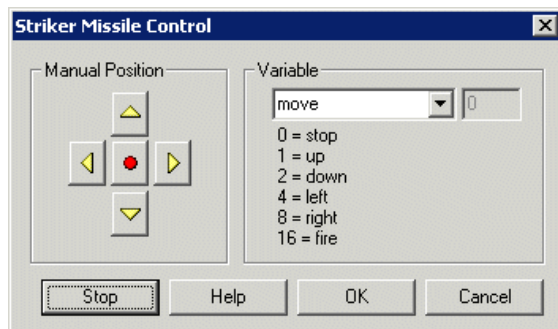 Striker Missile Control
Manual Position
Variable
move 0
0 = stop
1 = up
2 = down
4 = left
8 = right
16 = fire
Stop Help OK Cancel